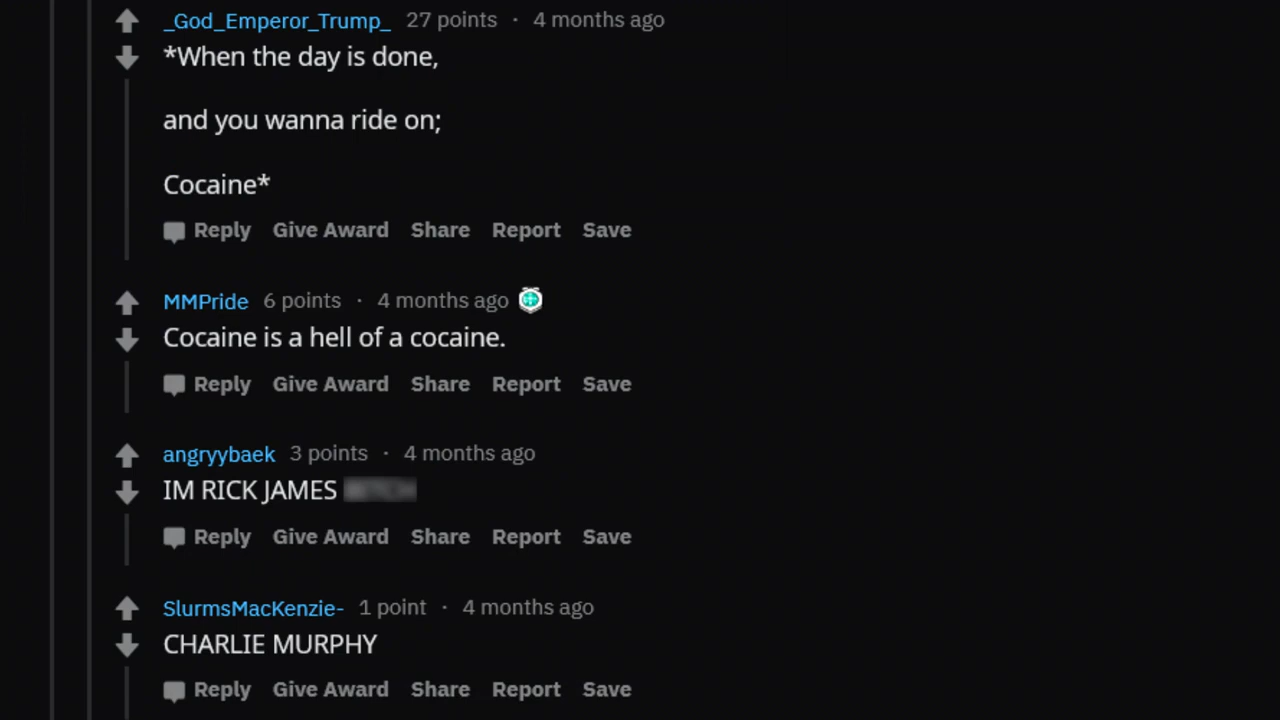 _God_Emperor_Trump_ 27 points · 4 months ago
*When the day is done,
and you wanna ride on;
Cocaine*
Reply Give Award Share Report Save
MMPride 6 points · 4 months ago
Cocaine is a hell of a cocaine.
Reply Give Award Share Report Save
angryybaek 3 points · 4 months ago
IM RICK JAMES
Reply Give Award Share Report Save
SlurmsMacKenzie- 1 point · 4 months ago
CHARLIE MURPHY
Reply Give Award Share Report Save